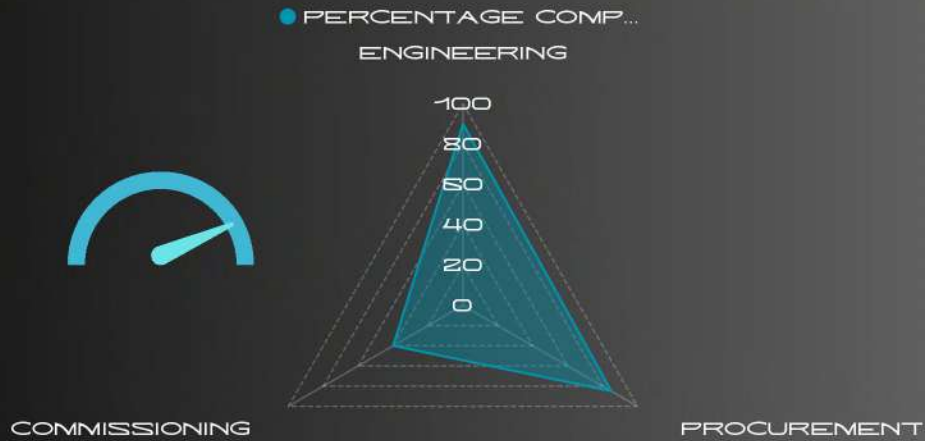 PERCENTAGE COMP...
ENGINEERING
100
80
60
40
20
0
COMMISSIONING
PROCUREMENT